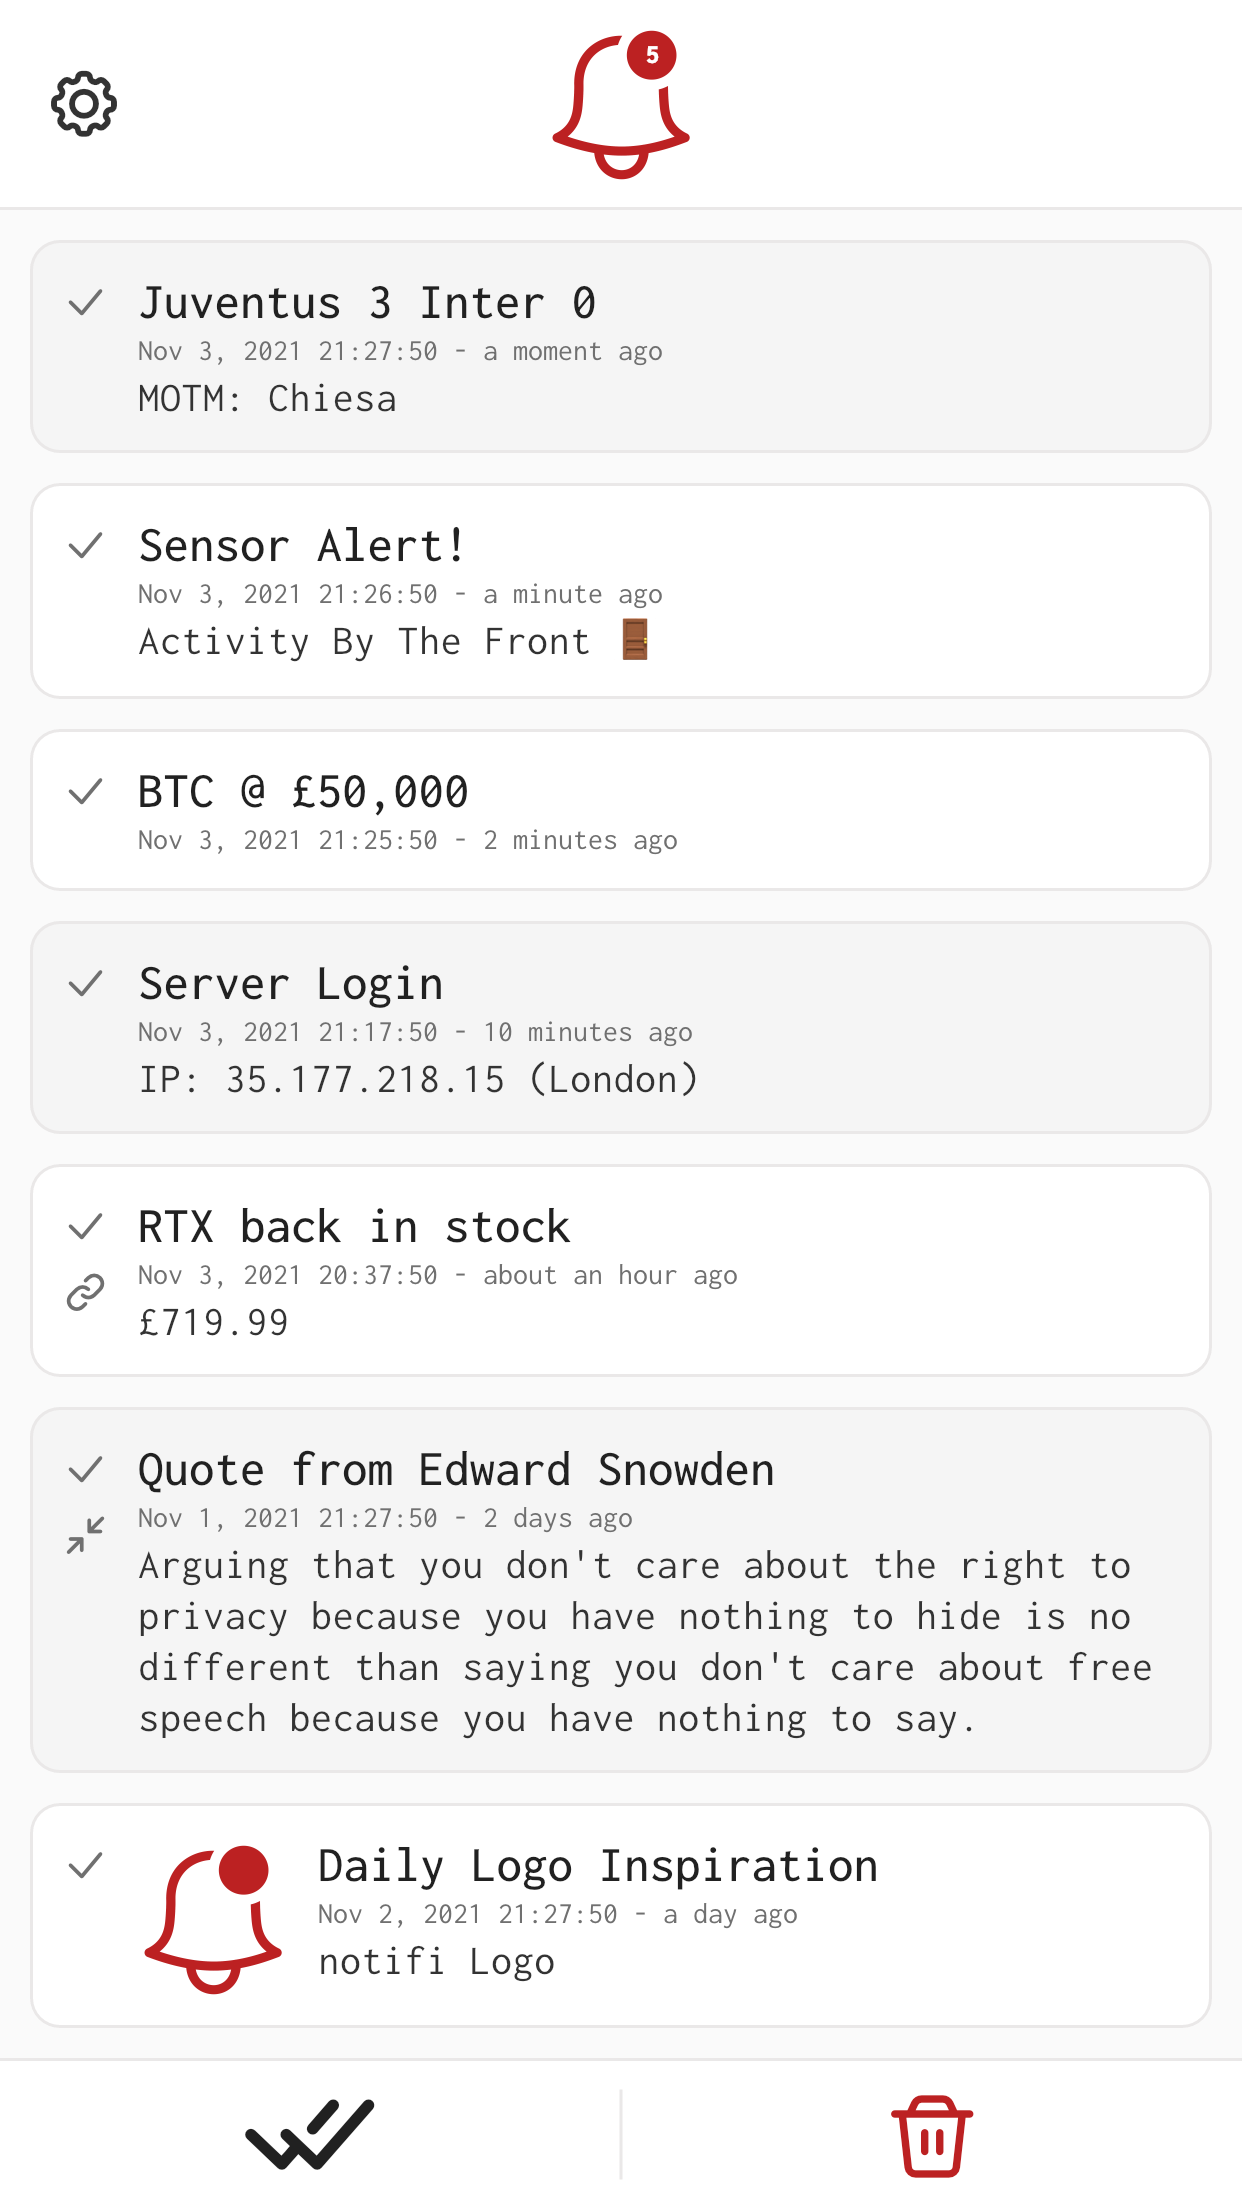 5
Juventus 3 Inter 0
Nov 3, 2021 21:27:50 - a moment ago
MOTM: Chiesa
Sensor Alert!
Nov 3, 2021 21:26:50 - a minute ago
Activity By The Front 🚪
BTC @ £50,000
Nov 3, 2021 21:25:50 - 2 minutes ago
Server Login
Nov 3, 2021 21:17:50 - 10 minutes ago
IP: 35.177.218.15 (London)
RTX back in stock
Nov 3, 2021 20:37:50 - about an hour ago
£719.99
Quote from Edward Snowden
Nov 1, 2021 21:27:50 - 2 days ago
Arguing that you don't care about the right to
privacy because you have nothing to hide is no
different than saying you don't care about free
speech because you have nothing to say.
Daily Logo Inspiration
Nov 2, 2021 21:27:50 - a day ago
notifi Logo